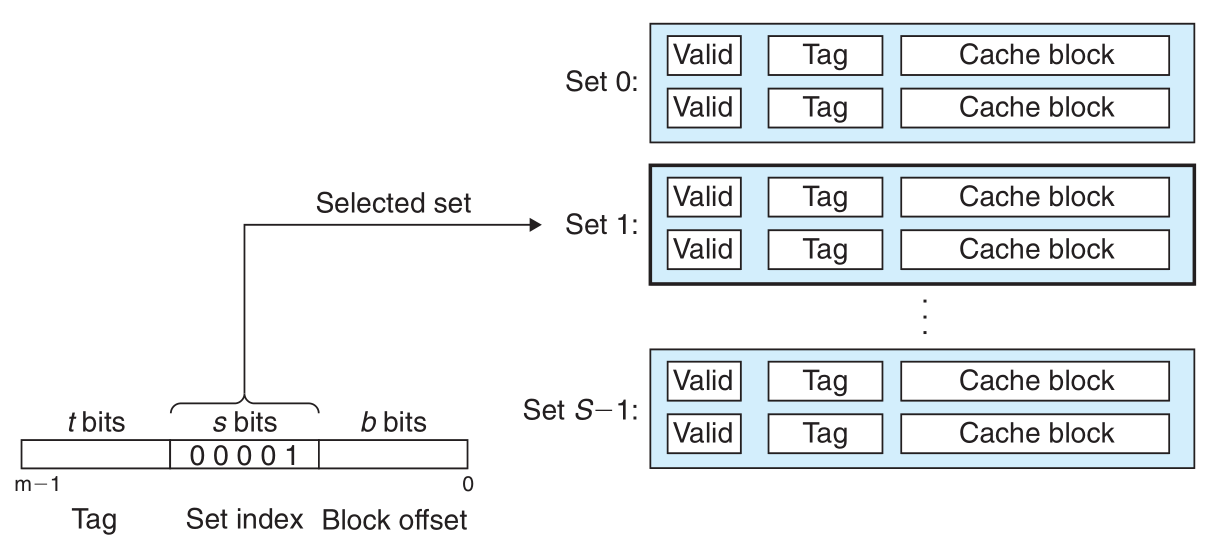 Set 0:
Valid Tag Cache block
Valid Tag Cache block
Selected set
Set 1:
Valid Tag Cache block
Valid Tag Cache block
Set S−1:
Valid Tag Cache block
Valid Tag Cache block
t bits s bits b bits
0 0 0 0 1
m−1 0
Tag Set index Block offset